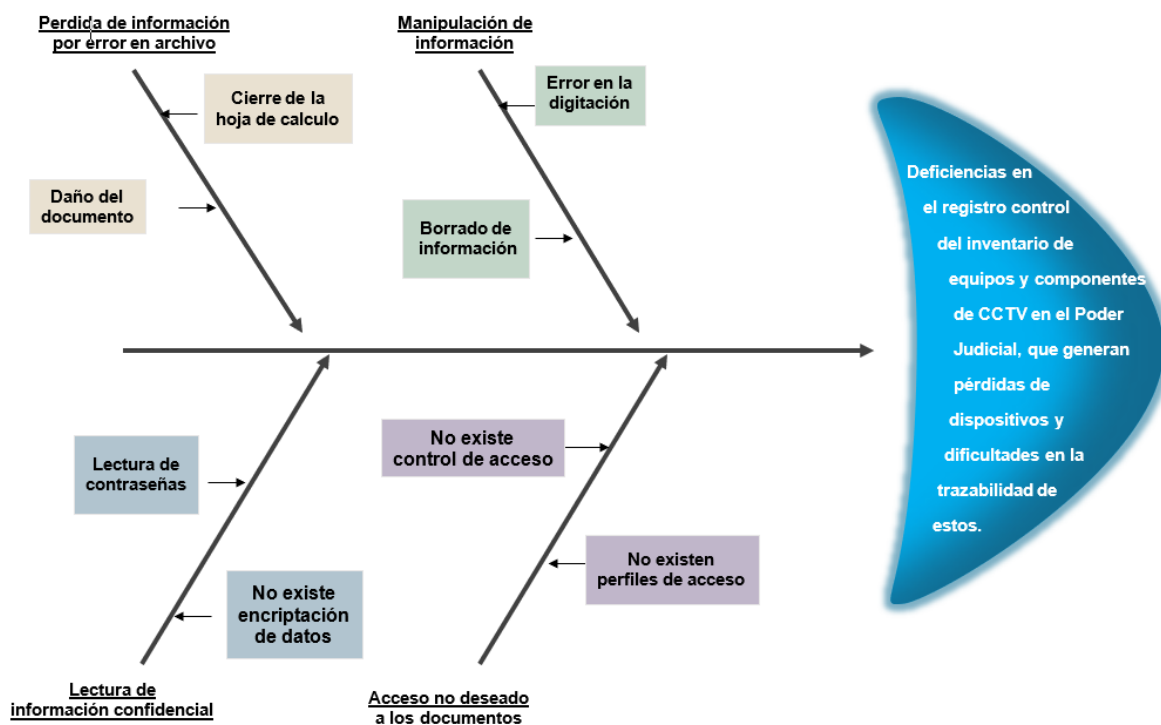 Perdida de información
por error en archivo
Manipulación de
información
Cierre de la
hoja de calculo
Error en la
digitación
Daño del
documento
Borrado de
información
Deficiencias en
el registro control
del inventario de
equipos y componentes
de CCTV en el Poder
Judicial, que generan
pérdidas de
dispositivos y
dificultades en la
trazabilidad de
estos.
Lectura de
contraseñas
No existe
control de acceso
No existe
encriptación
de datos
No existen
perfiles de acceso
Lectura de
información confidencial
Acceso no deseado
a los documentos